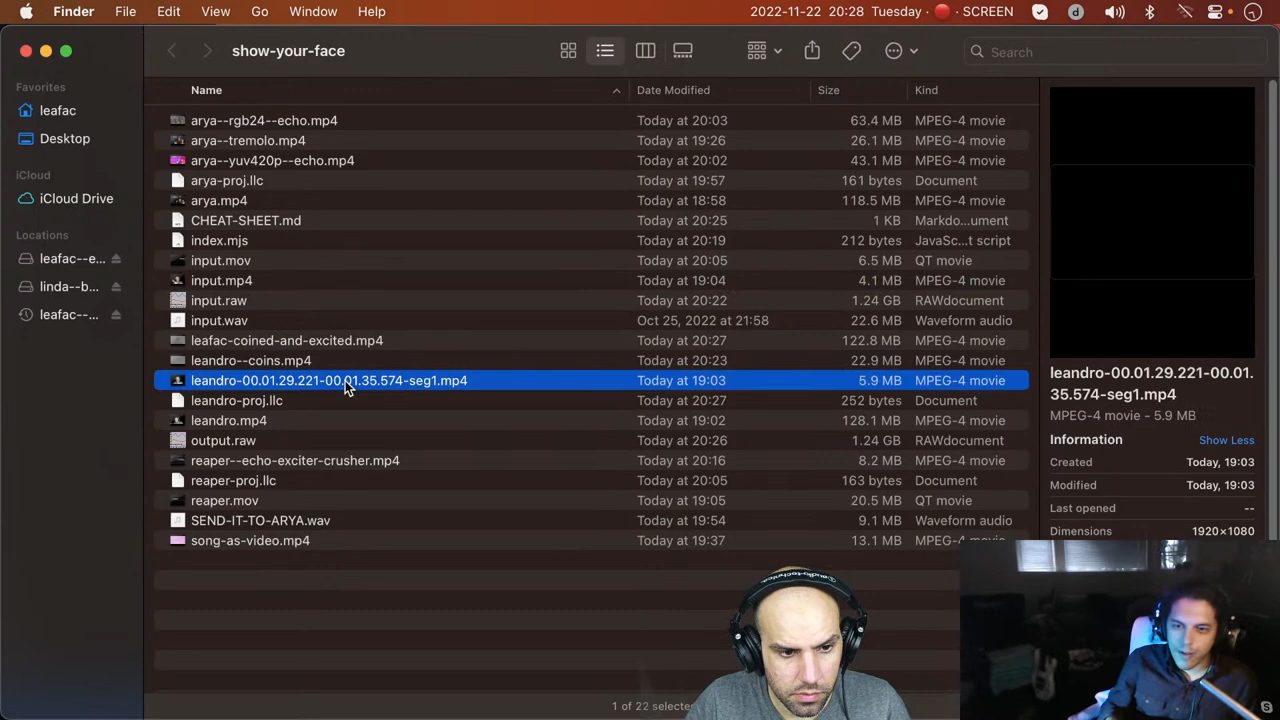 Finder File Edit View Go Window Help 2022-11-22 20:28 Tuesday SCREEN d
show-your-face
Search
Favorites
leafac
Desktop
iCloud
iCloud Drive
Locations
leafac--e...
linda--b...
leafac--...
Name Date Modified Size Kind
arya--rgb24--echo.mp4 Today at 20:03 63.4 MB MPEG-4 movie
arya--tremolo.mp4 Today at 19:26 26.1 MB MPEG-4 movie
arya--yuv420p--echo.mp4 Today at 20:02 43.1 MB MPEG-4 movie
arya-proj.llc Today at 19:57 161 bytes Document
arya.mp4 Today at 18:58 118.5 MB MPEG-4 movie
CHEAT-SHEET.md Today at 20:25 1 KB Markdo...ument
index.mjs Today at 20:19 212 bytes JavaSc...t script
input.mov Today at 20:05 6.5 MB QT movie
input.mp4 Today at 19:04 4.1 MB MPEG-4 movie
input.raw Today at 20:22 1.24 GB RAWdocument
input.wav Oct 25, 2022 at 21:58 22.6 MB Waveform audio
leafac-coined-and-excited.mp4 Today at 20:27 122.8 MB MPEG-4 movie
leandro--coins.mp4 Today at 20:23 22.9 MB MPEG-4 movie
leandro-00.01.29.221-00.01.35.574-seg1.mp4 Today at 19:03 5.9 MB MPEG-4 movie
leandro-proj.llc Today at 20:27 252 bytes Document
leandro.mp4 Today at 19:02 128.1 MB MPEG-4 movie
output.raw Today at 20:26 1.24 GB RAWdocument
reaper--echo-exciter-crusher.mp4 Today at 20:16 8.2 MB MPEG-4 movie
reaper-proj.llc Today at 20:05 163 bytes Document
reaper.mov Today at 19:05 20.5 MB QT movie
SEND-IT-TO-ARYA.wav Today at 19:54 9.1 MB Waveform audio
song-as-video.mp4 Today at 19:37 13.1 MB MPEG-4 movie
1 of 22 selecte
leandro-00.01.29.221-00.01.
35.574-seg1.mp4
MPEG-4 movie - 5.9 MB
Information Show Less
Created Today, 19:03
Modified Today, 19:03
Last opened --
Dimensions 1920×1080
audio-technica